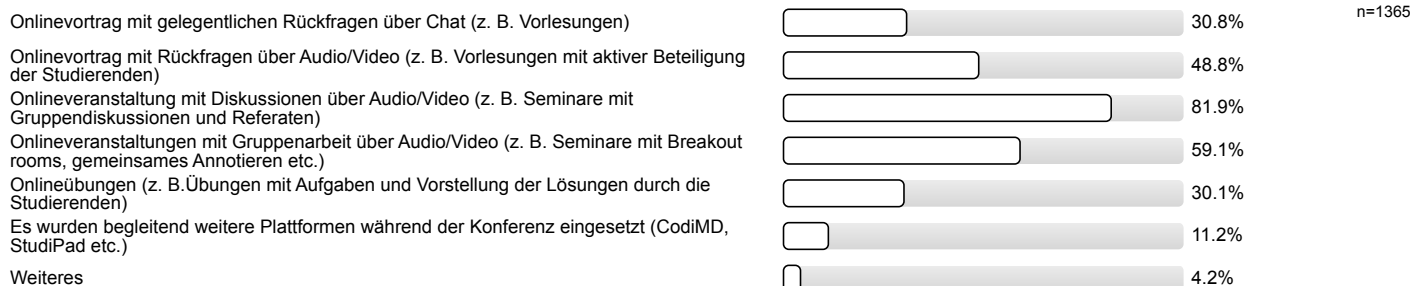 Onlinevortrag mit gelegentlichen Rückfragen über Chat (z. B. Vorlesungen) 30.8% n=1365
Onlinevortrag mit Rückfragen über Audio/Video (z. B. Vorlesungen mit aktiver Beteiligung
der Studierenden) 48.8%
Onlineveranstaltung mit Diskussionen über Audio/Video (z. B. Seminare mit
Gruppendiskussionen und Referaten) 81.9%
Onlineveranstaltungen mit Gruppenarbeit über Audio/Video (z. B. Seminare mit Breakout
rooms, gemeinsames Annotieren etc.) 59.1%
Onlineübungen (z. B.Übungen mit Aufgaben und Vorstellung der Lösungen durch die
Studierenden) 30.1%
Es wurden begleitend weitere Plattformen während der Konferenz eingesetzt (CodiMD,
StudiPad etc.) 11.2%
Weiteres 4.2%